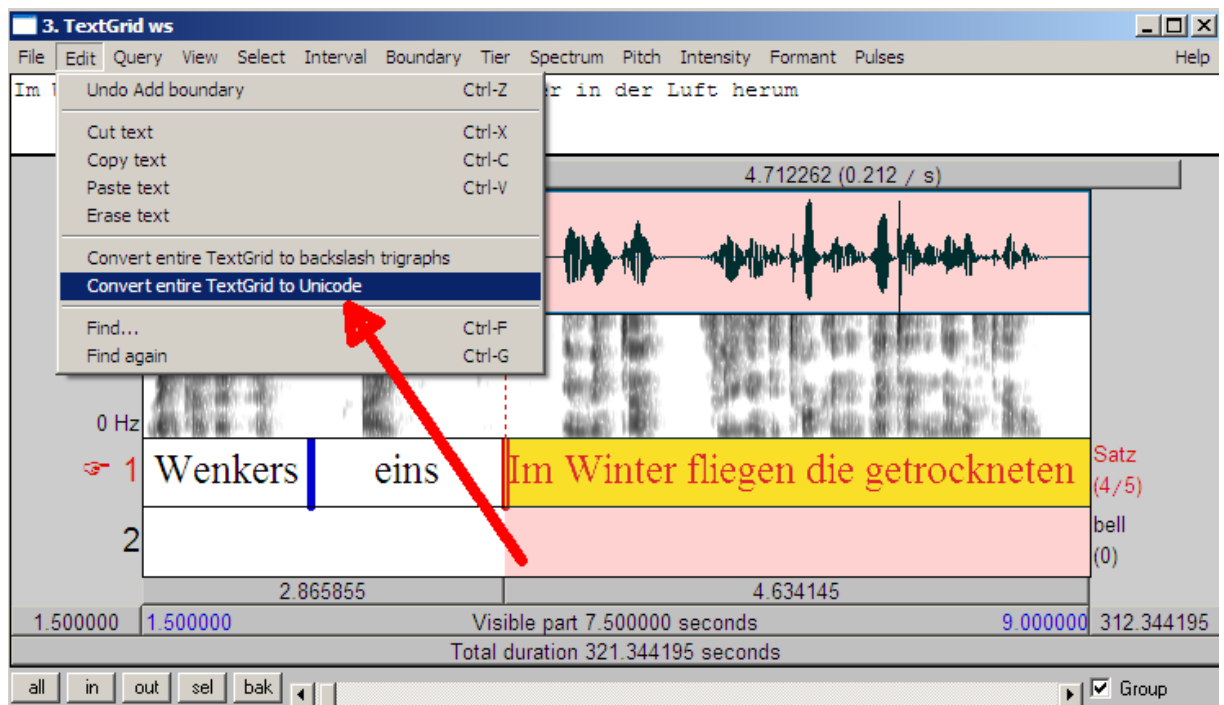 3. TextGrid ws
File Edit Query View Select Interval Boundary Tier Spectrum Pitch Intensity Formant Pulses Help
Im er in der Luft herum
Undo Add boundary Ctrl-Z
Cut text Ctrl-X
Copy text Ctrl-C
Paste text Ctrl-V
Erase text
Convert entire TextGrid to backslash trigraphs
Convert entire TextGrid to Unicode
Find... Ctrl-F
Find again Ctrl-G
4.712262 (0.212 / s)
0 Hz
1 Wenkers eins Im Winter fliegen die getrockneten Satz
(4/5)
2 bell
(0)
2.865855 4.634145
1.500000 1.500000 Visible part 7.500000 seconds 9.000000 312.344195
Total duration 321.344195 seconds
all in out sel bak Group